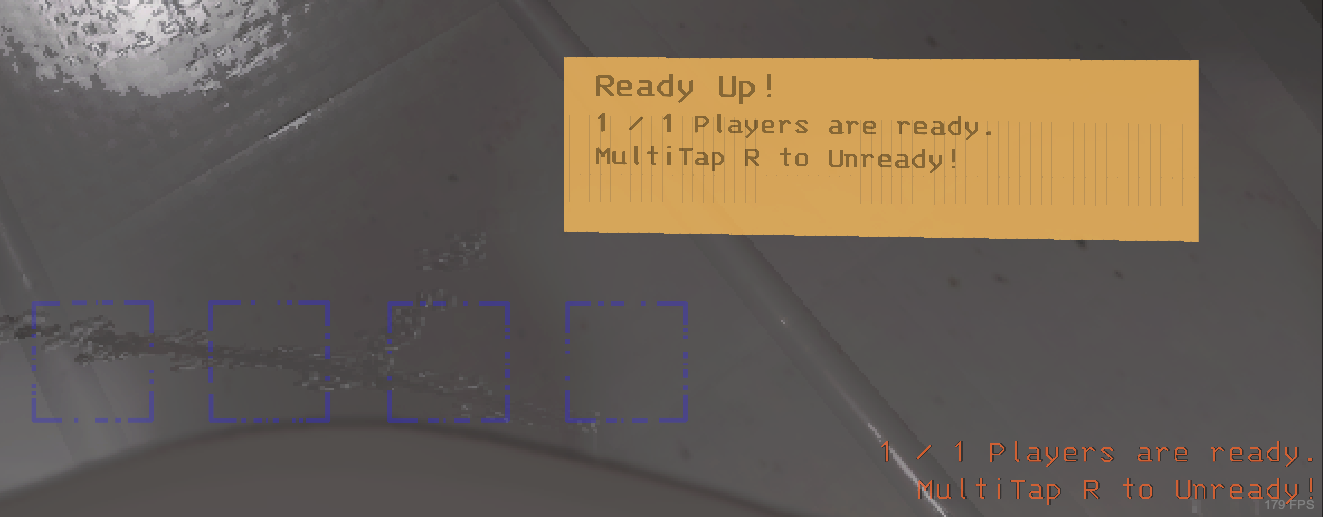 Ready Up!
1 / 1 Players are ready.
MultiTap R to Unready!
1 / 1 Players are ready.
MultiTap R to Unready!
179 FPS